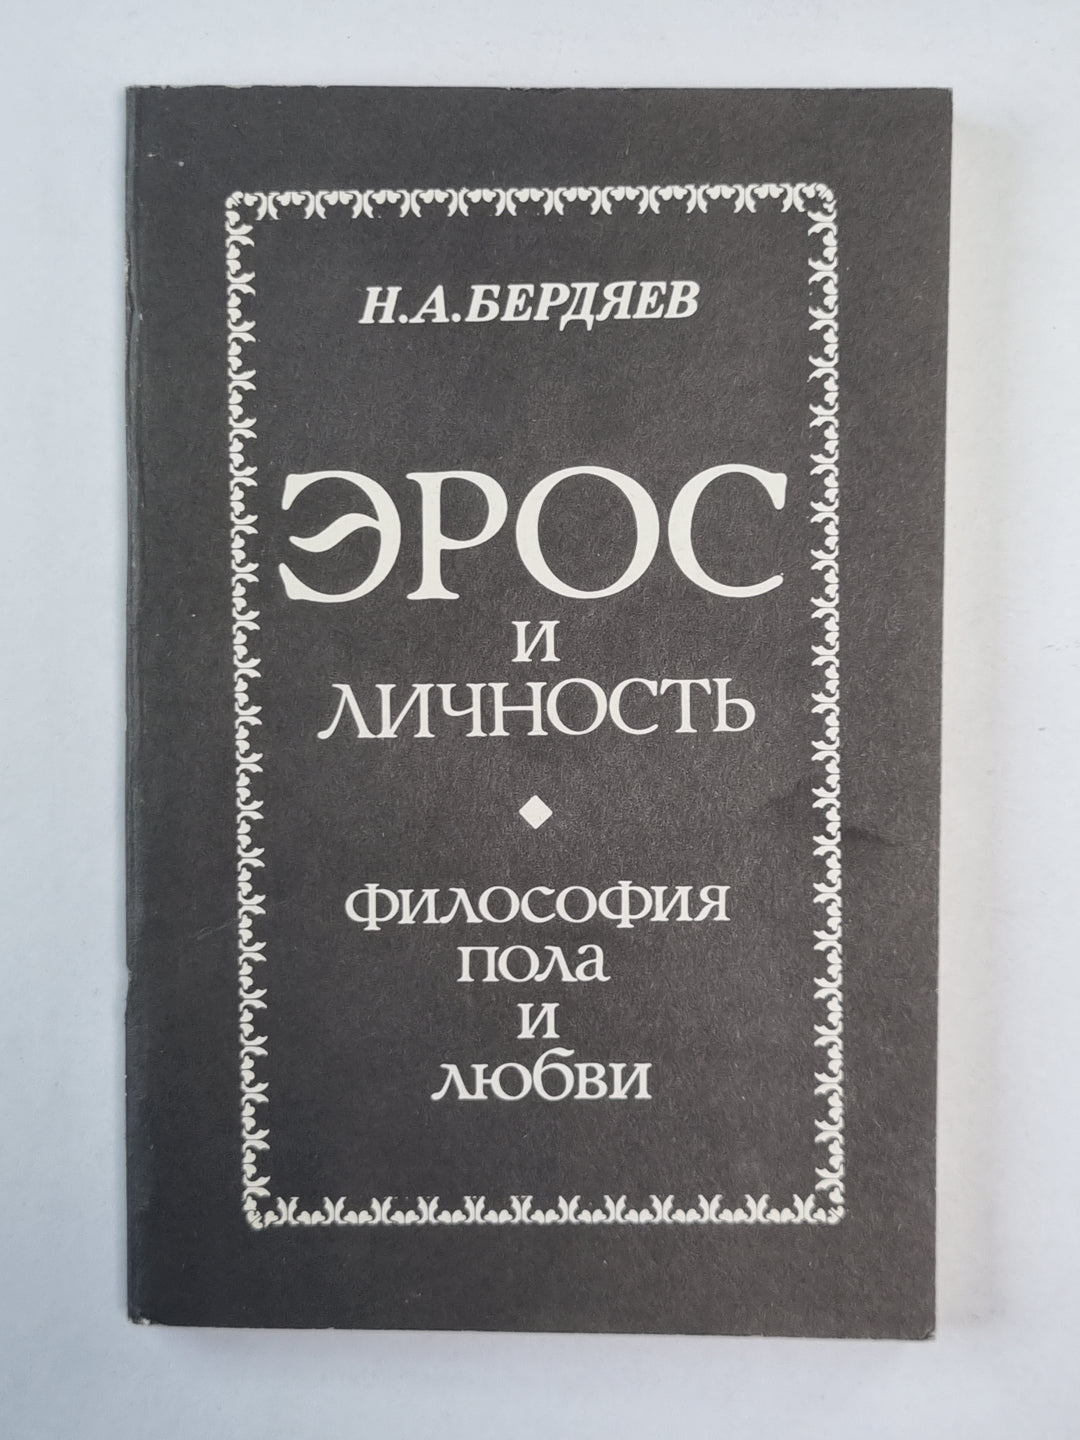 Н.А.БЕРДЯЕВ
ЭРОС
И
ЛИЧНОСТЬ
ФИЛОСОФИЯ
ПОЛА
И
ЛЮБВИ